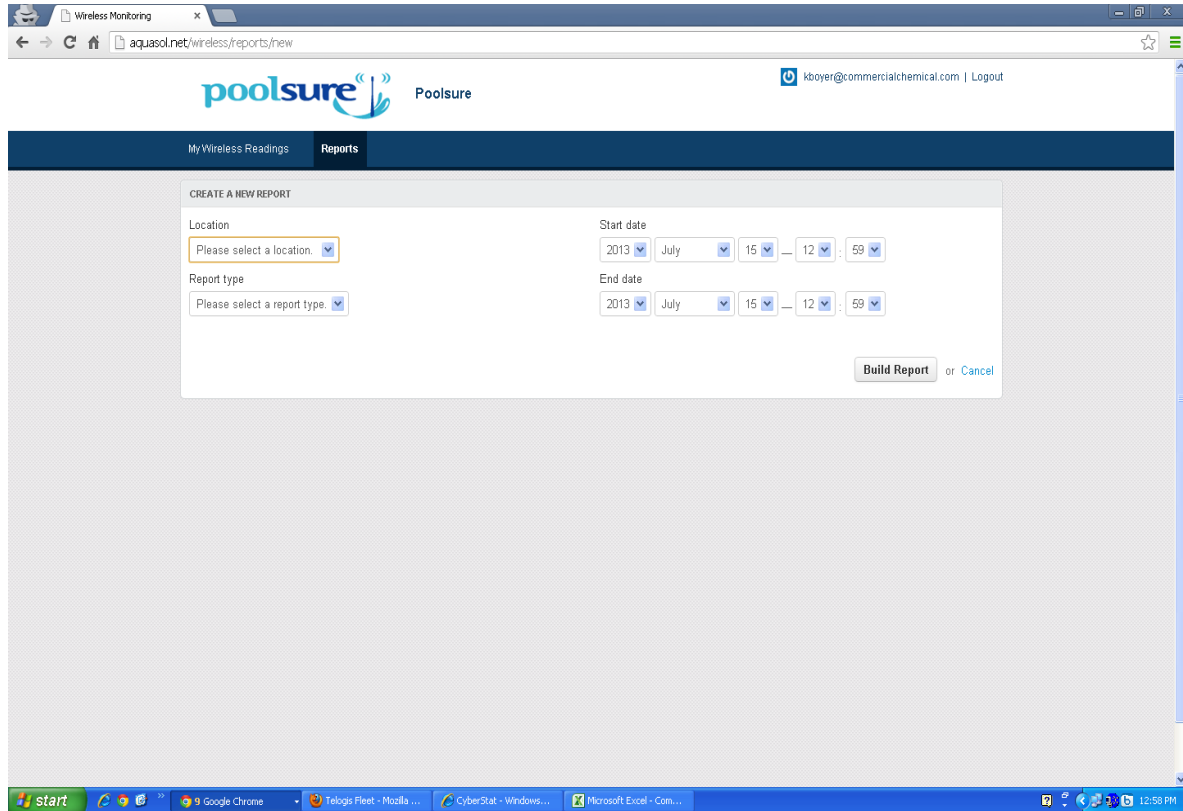 Wireless Monitoring
aquasol.net/wireless/reports/new
poolsure
Poolsure
kboyer@commercialchemical.com | Logout
My Wireless Readings Reports
CREATE A NEW REPORT
Location
Please select a location.
Start date
2013 July 15 — 12 : 59
Report type
Please select a report type.
End date
2013 July 15 — 12 : 59
Build Report or Cancel
start
9 Google Chrome
Telogis Fleet - Mozilla ...
CyberStat - Windows...
Microsoft Excel - Com...
12:58 PM